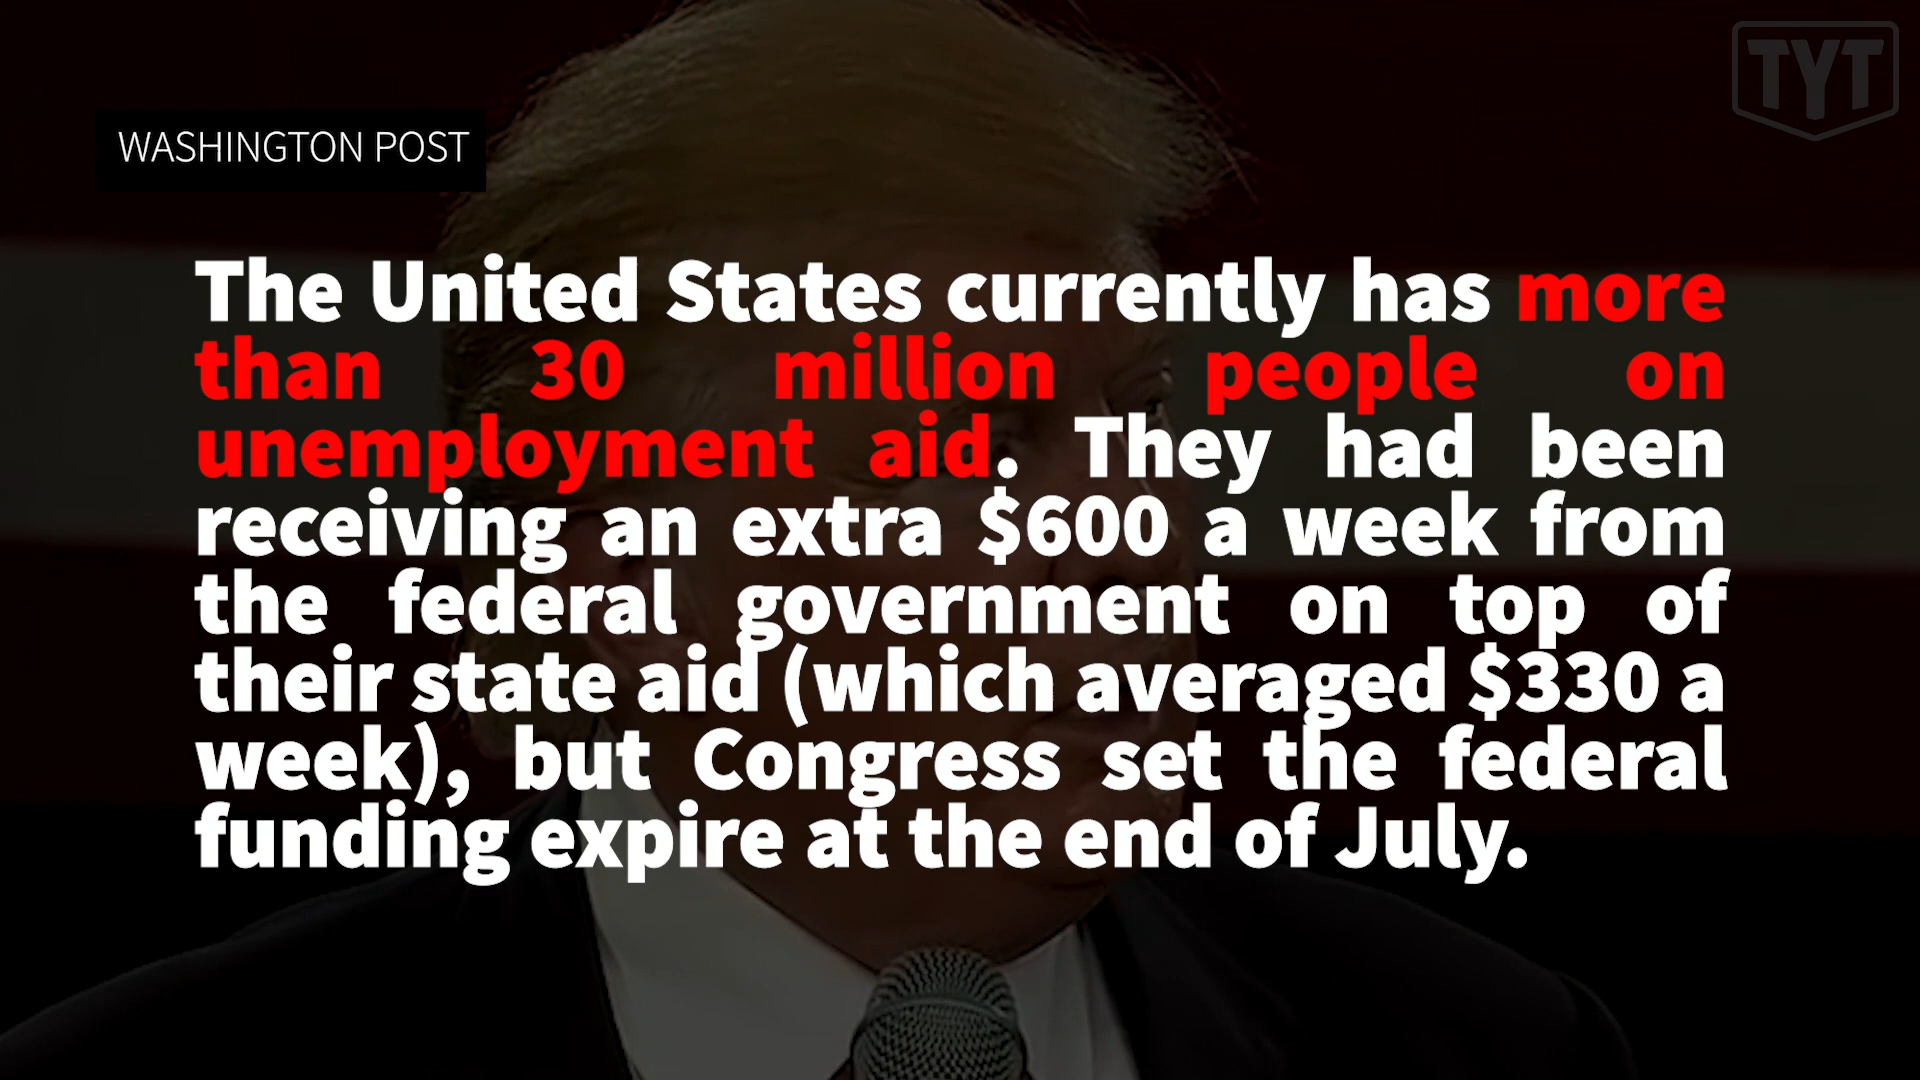 TYT
WASHINGTON POST
The United States currently has more
than 30 million people on
unemployment aid. They had been
receiving an extra $600 a week from
the federal government on top of
their state aid (which averaged $330 a
week), but Congress set the federal
funding expire at the end of July.